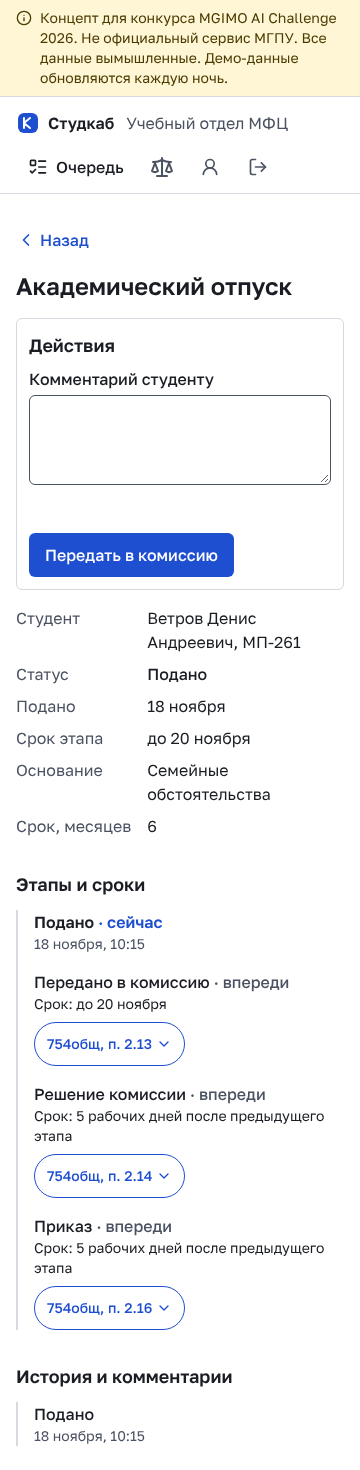 Концепт для конкурса MGIMO AI Challenge
2026. Не официальный сервис МГПУ. Все
данные вымышленные. Демо-данные
обновляются каждую ночь.
Студкаб Учебный отдел МФЦ
Очередь
Назад
Академический отпуск
Действия
Комментарий студенту
Передать в комиссию
Студент Ветров Денис
Андреевич, МП-261
Статус Подано
Подано 18 ноября
Срок этапа до 20 ноября
Основание Семейные
обстоятельства
Срок, месяцев 6
Этапы и сроки
Подано · сейчас
18 ноября, 10:15
Передано в комиссию · впереди
Срок: до 20 ноября
754общ, п. 2.13
Решение комиссии · впереди
Срок: 5 рабочих дней после предыдущего
этапа
754общ, п. 2.14
Приказ · впереди
Срок: 5 рабочих дней после предыдущего
этапа
754общ, п. 2.16
История и комментарии
Подано
18 ноября, 10:15